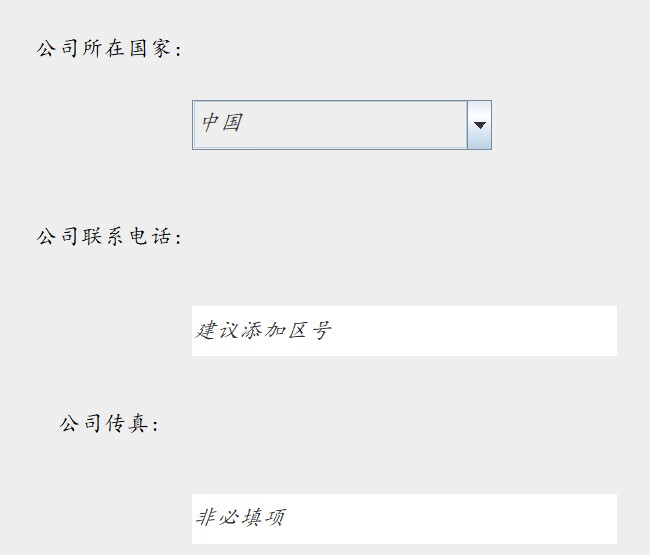 公司所在国家：
中国
公司联系电话：
建议添加区号
公司传真：
非必填项